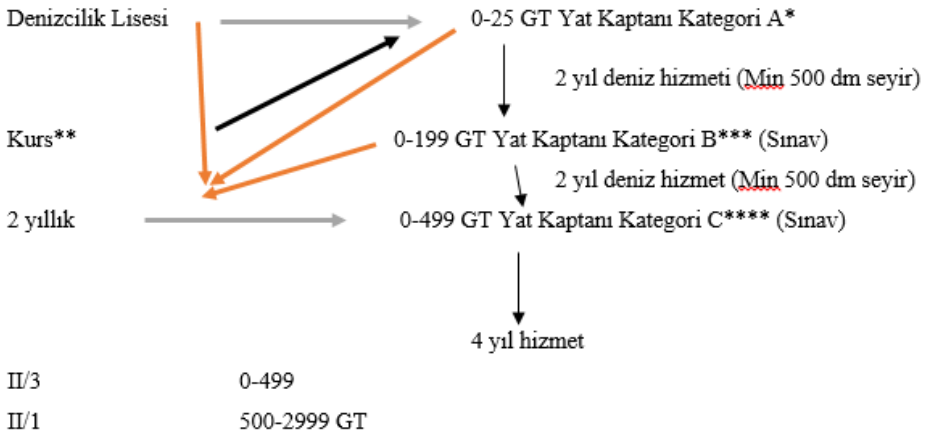 Denizcilik Lisesi 0-25 GT Yat Kaptanı Kategori A*
2 yıl deniz hizmeti (Min 500 dm seyir)
Kurs** 0-199 GT Yat Kaptanı Kategori B*** (Sınav)
2 yıl deniz hizmet (Min 500 dm seyir)
2 yıllık 0-499 GT Yat Kaptanı Kategori C**** (Sınav)
4 yıl hizmet
II/3 0-499
II/1 500-2999 GT